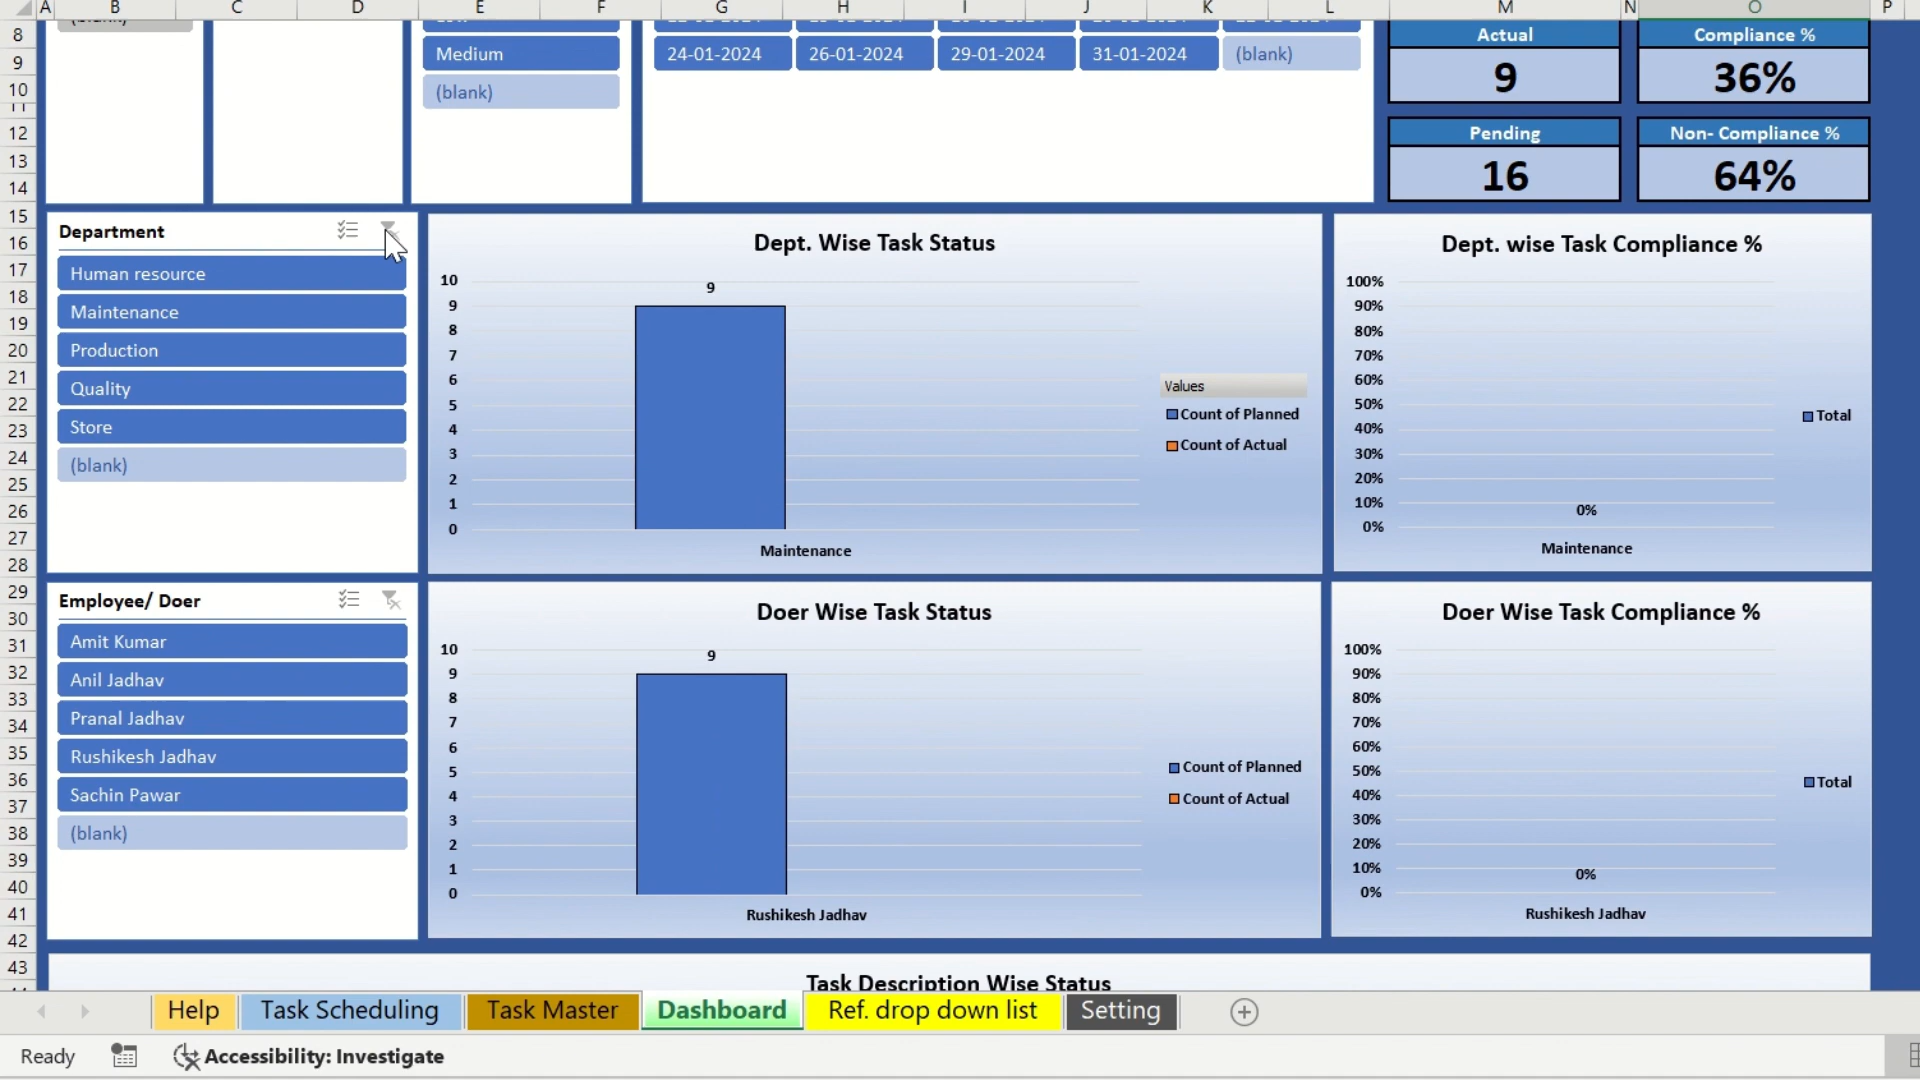 A B C D E F G H I J K L M N O P
8
9
10
11
12
13
14
15
16
17
18
19
20
21
22
23
24
25
26
27
28
29
30
31
32
33
34
35
36
37
38
39
40
41
42
43
(blank)
Medium
(blank)
24-01-2024 26-01-2024 29-01-2024 31-01-2024 (blank)
Actual
9
Compliance %
36%
Pending
16
Non- Compliance %
64%
Department
Human resource
Maintenance
Production
Quality
Store
(blank)
Dept. Wise Task Status
10
9
8
7
6
5
4
3
2
1
0
9
Maintenance
Values
Count of Planned
Count of Actual
Dept. wise Task Compliance %
100%
90%
80%
70%
60%
50%
40%
30%
20%
10%
0%
0%
Maintenance
Total
Employee/ Doer
Amit Kumar
Anil Jadhav
Pranal Jadhav
Rushikesh Jadhav
Sachin Pawar
(blank)
Doer Wise Task Status
10
9
8
7
6
5
4
3
2
1
0
9
Rushikesh Jadhav
Count of Planned
Count of Actual
Doer Wise Task Compliance %
100%
90%
80%
70%
60%
50%
40%
30%
20%
10%
0%
0%
Rushikesh Jadhav
Total
Task Description Wise Status
Help Task Scheduling Task Master Dashboard Ref. drop down list Setting
Ready Accessibility: Investigate